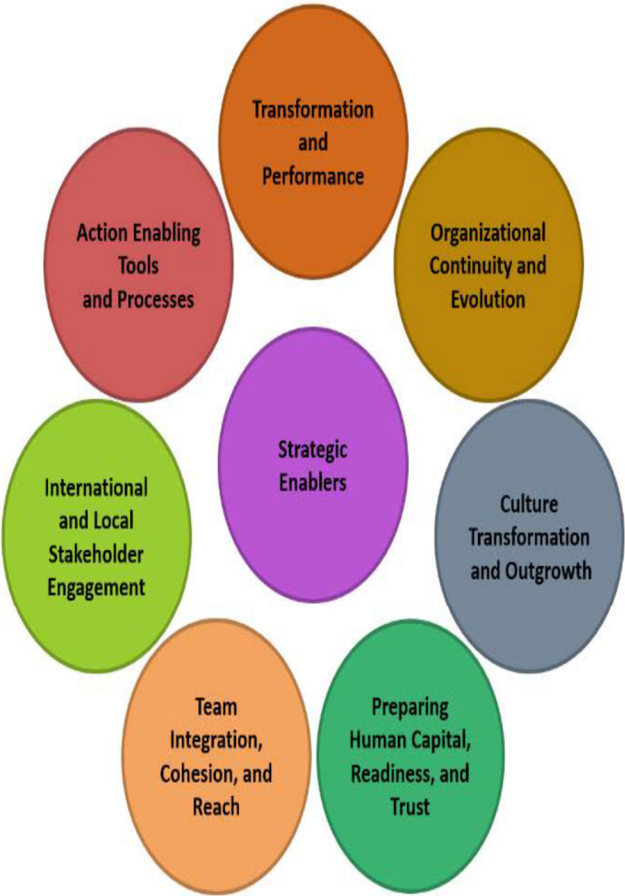 Transformation
and
Performance
Action Enabling
Tools
and Processes
Organizational
Continuity and
Evolution
Strategic
Enablers
International
and Local
Stakeholder
Engagement
Culture
Transformation
and Outgrowth
Team
Integration,
Cohesion, and
Reach
Preparing
Human Capital,
Readiness, and
Trust